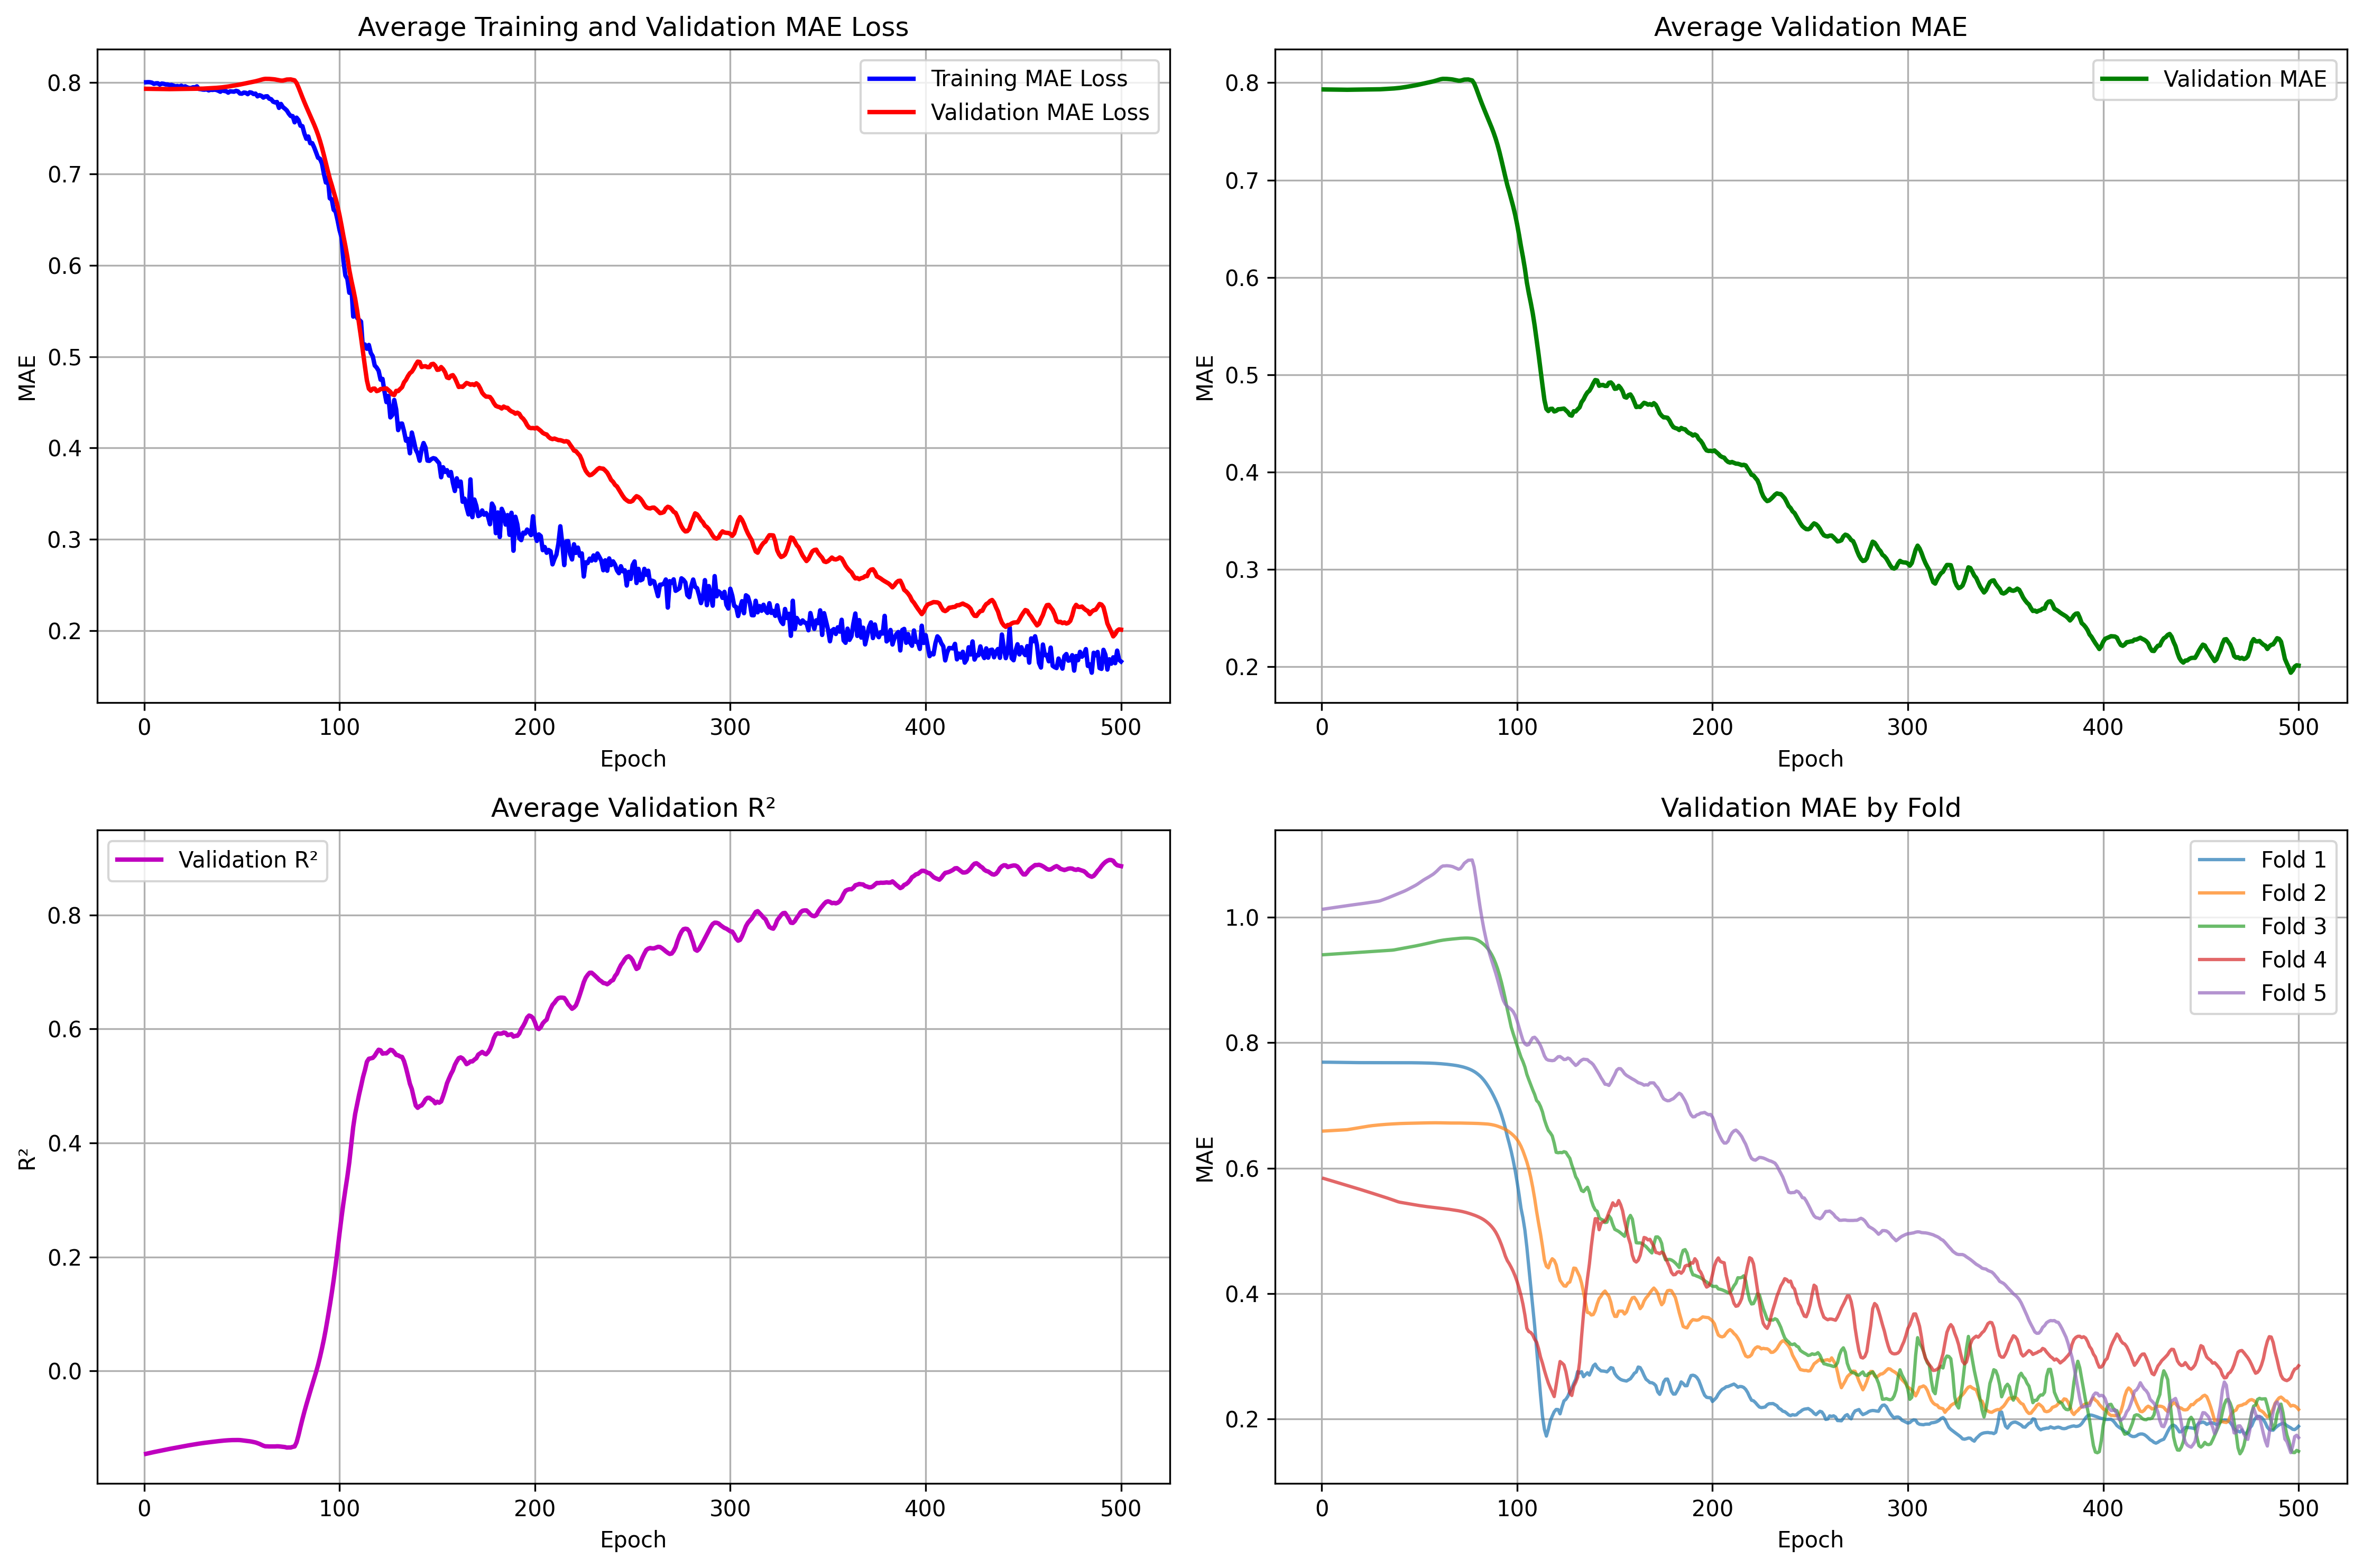 Average Training and Validation MAE Loss
MAE
0.8
0.7
0.6
0.5
0.4
0.3
0.2
Training MAE Loss
Validation MAE Loss
0 100 200 300 400 500
Epoch
Average Validation MAE
MAE
0.8
0.7
0.6
0.5
0.4
0.3
0.2
Validation MAE
0 100 200 300 400 500
Epoch
Average Validation R²
R²
0.8
0.6
0.4
0.2
0.0
Validation R²
0 100 200 300 400 500
Epoch
Validation MAE by Fold
MAE
1.0
0.8
0.6
0.4
0.2
Fold 1
Fold 2
Fold 3
Fold 4
Fold 5
0 100 200 300 400 500
Epoch